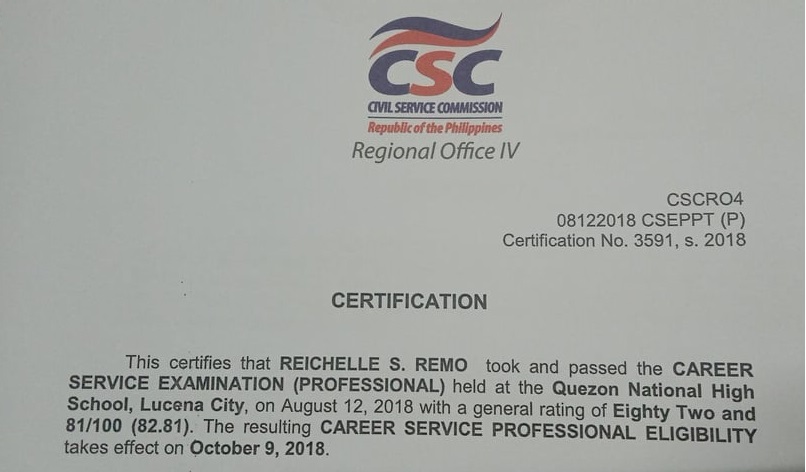 CSC
CIVIL SERVICE COMMISSION
Republic of the Philippines
Regional Office IV
CSCRO4
08122018 CSEPPT (P)
Certification No. 3591, s. 2018
CERTIFICATION
This certifies that REICHELLE S. REMO took and passed the CAREER
SERVICE EXAMINATION (PROFESSIONAL) held at the Quezon National High
School, Lucena City, on August 12, 2018 with a general rating of Eighty Two and
81/100 (82.81). The resulting CAREER SERVICE PROFESSIONAL ELIGIBILITY
takes effect on October 9, 2018.